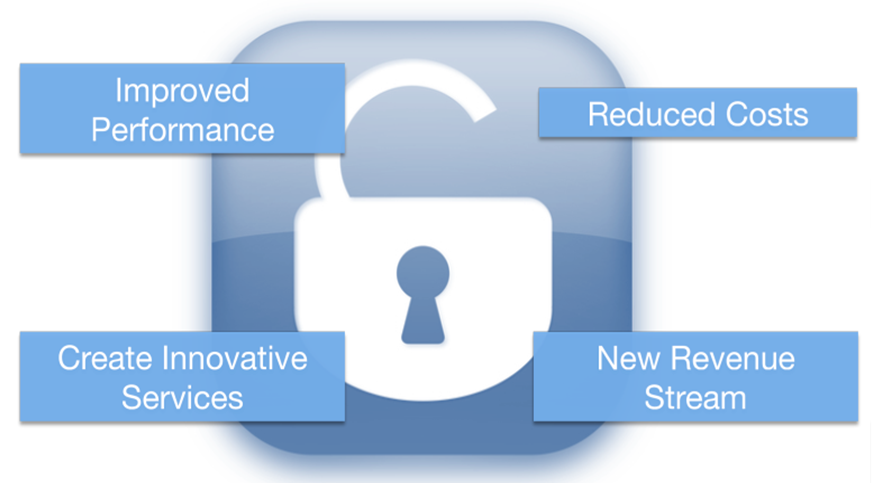 Improved
Performance
Reduced Costs
Create Innovative
Services
New Revenue
Stream